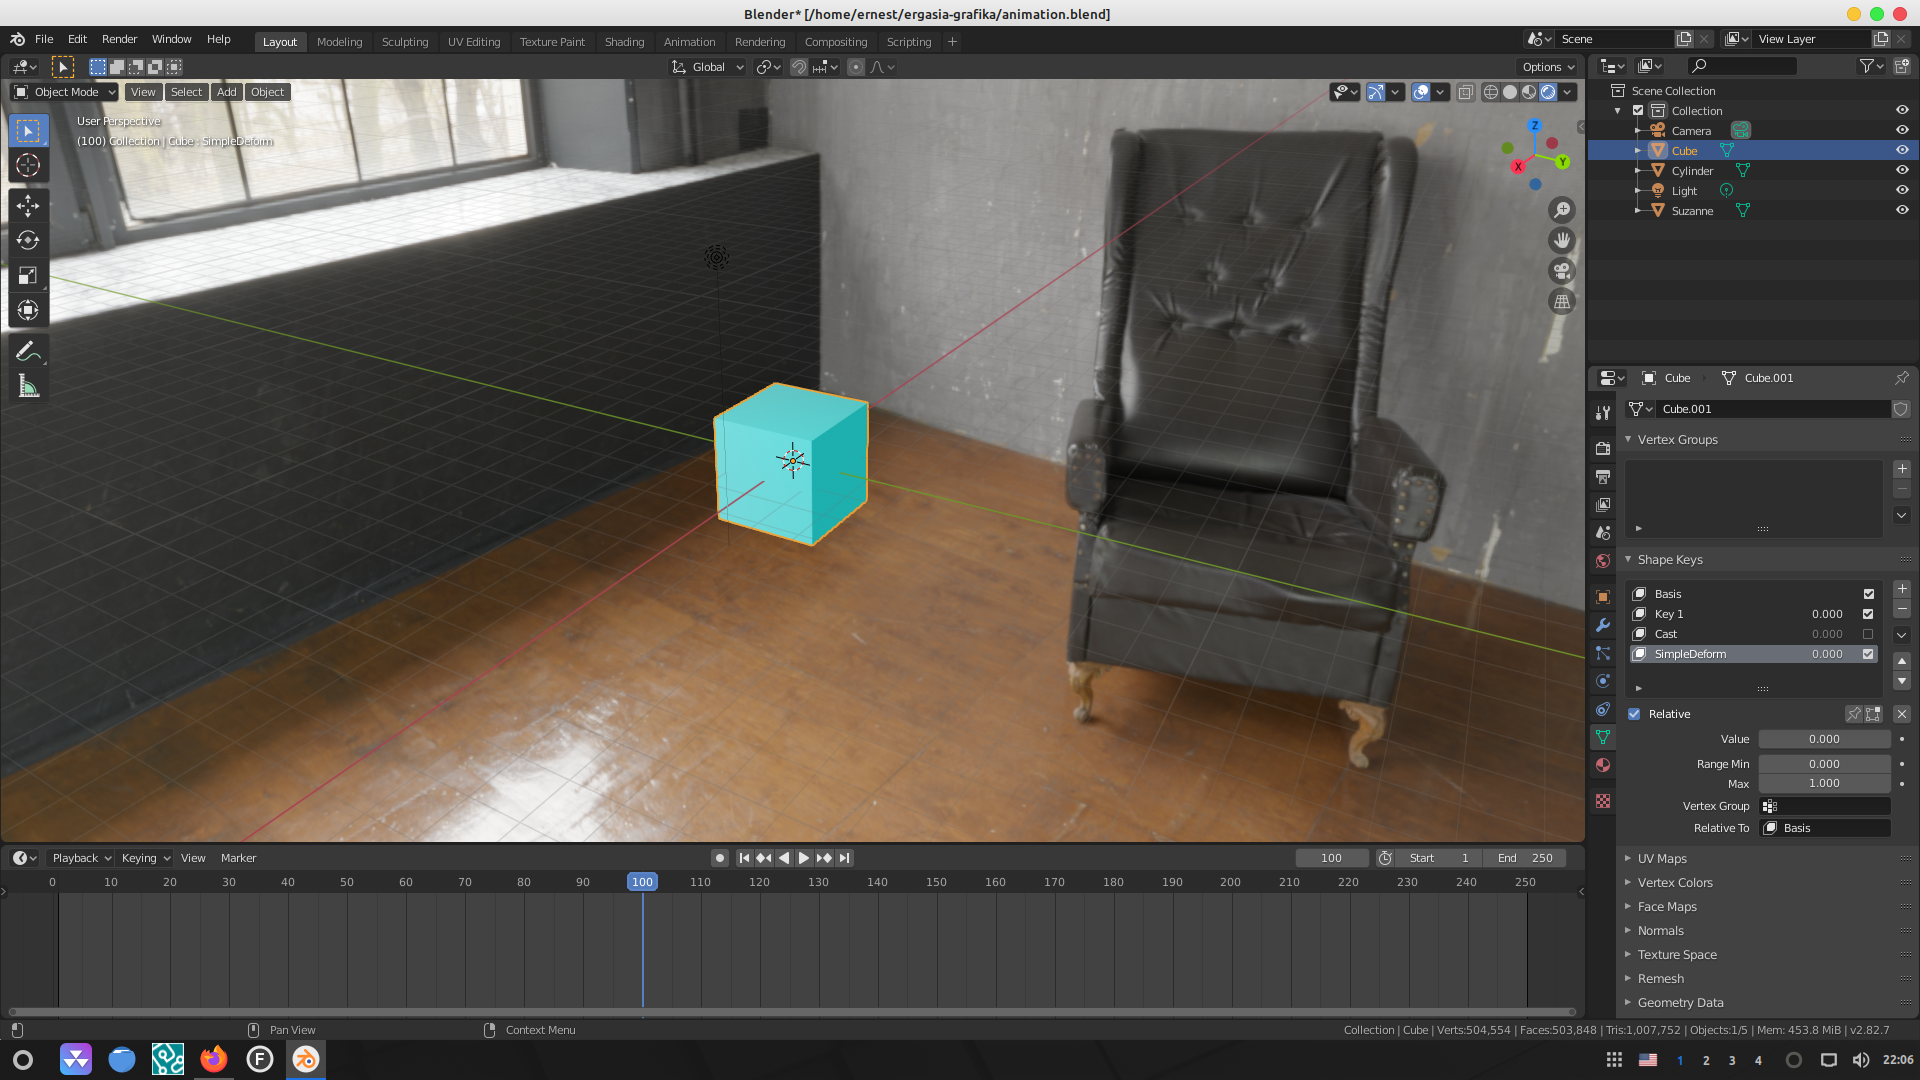 Blender* [/home/ernest/ergasia-grafika/animation.blend]
File Edit Render Window Help
Layout Modeling Sculpting UV Editing Texture Paint Shading Animation Rendering Compositing Scripting +
Scene
View Layer
Global
Options
Object Mode View Select Add Object
User Perspective
(100) Collection | Cube : SimpleDeform
Z
Y
X
Scene Collection
Collection
Camera
Cube
Cylinder
Light
Suzanne
Cube Cube.001
Cube.001
Vertex Groups
Shape Keys
Basis
Key 1 0.000
Cast 0.000
SimpleDeform 0.000
Relative
Value 0.000
Range Min 0.000
Max 1.000
Vertex Group
Relative To Basis
UV Maps
Vertex Colors
Face Maps
Normals
Texture Space
Remesh
Geometry Data
Playback Keying View Marker
100 Start 1 End 250
0 10 20 30 40 50 60 70 80 90 100 110 120 130 140 150 160 170 180 190 200 210 220 230 240 250
Pan View Context Menu
Collection | Cube | Verts:504,554 | Faces:503,848 | Tris:1,007,752 | Objects:1/5 | Mem: 453.8 MiB | v2.82.7
F
1 2 3 4 22:06